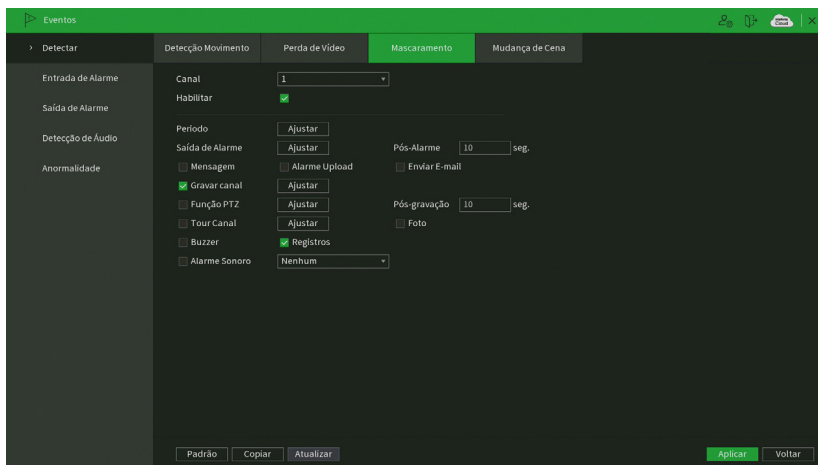 Eventos
Detectar
Entrada de Alarme
Saída de Alarme
Detecção de Áudio
Anormalidade
Detecção Movimento Perda de Vídeo Mascaramento Mudança de Cena
Canal 1
Habilitar
Período Ajustar
Saída de Alarme Ajustar Pós-Alarme 10 seg.
Mensagem Alarme Upload Enviar E-mail
Gravar canal Ajustar
Função PTZ Ajustar Pós-gravação 10 seg.
Tour Canal Ajustar Foto
Buzzer Registros
Alarme Sonoro Nenhum
Padrão Copiar Atualizar Aplicar Voltar